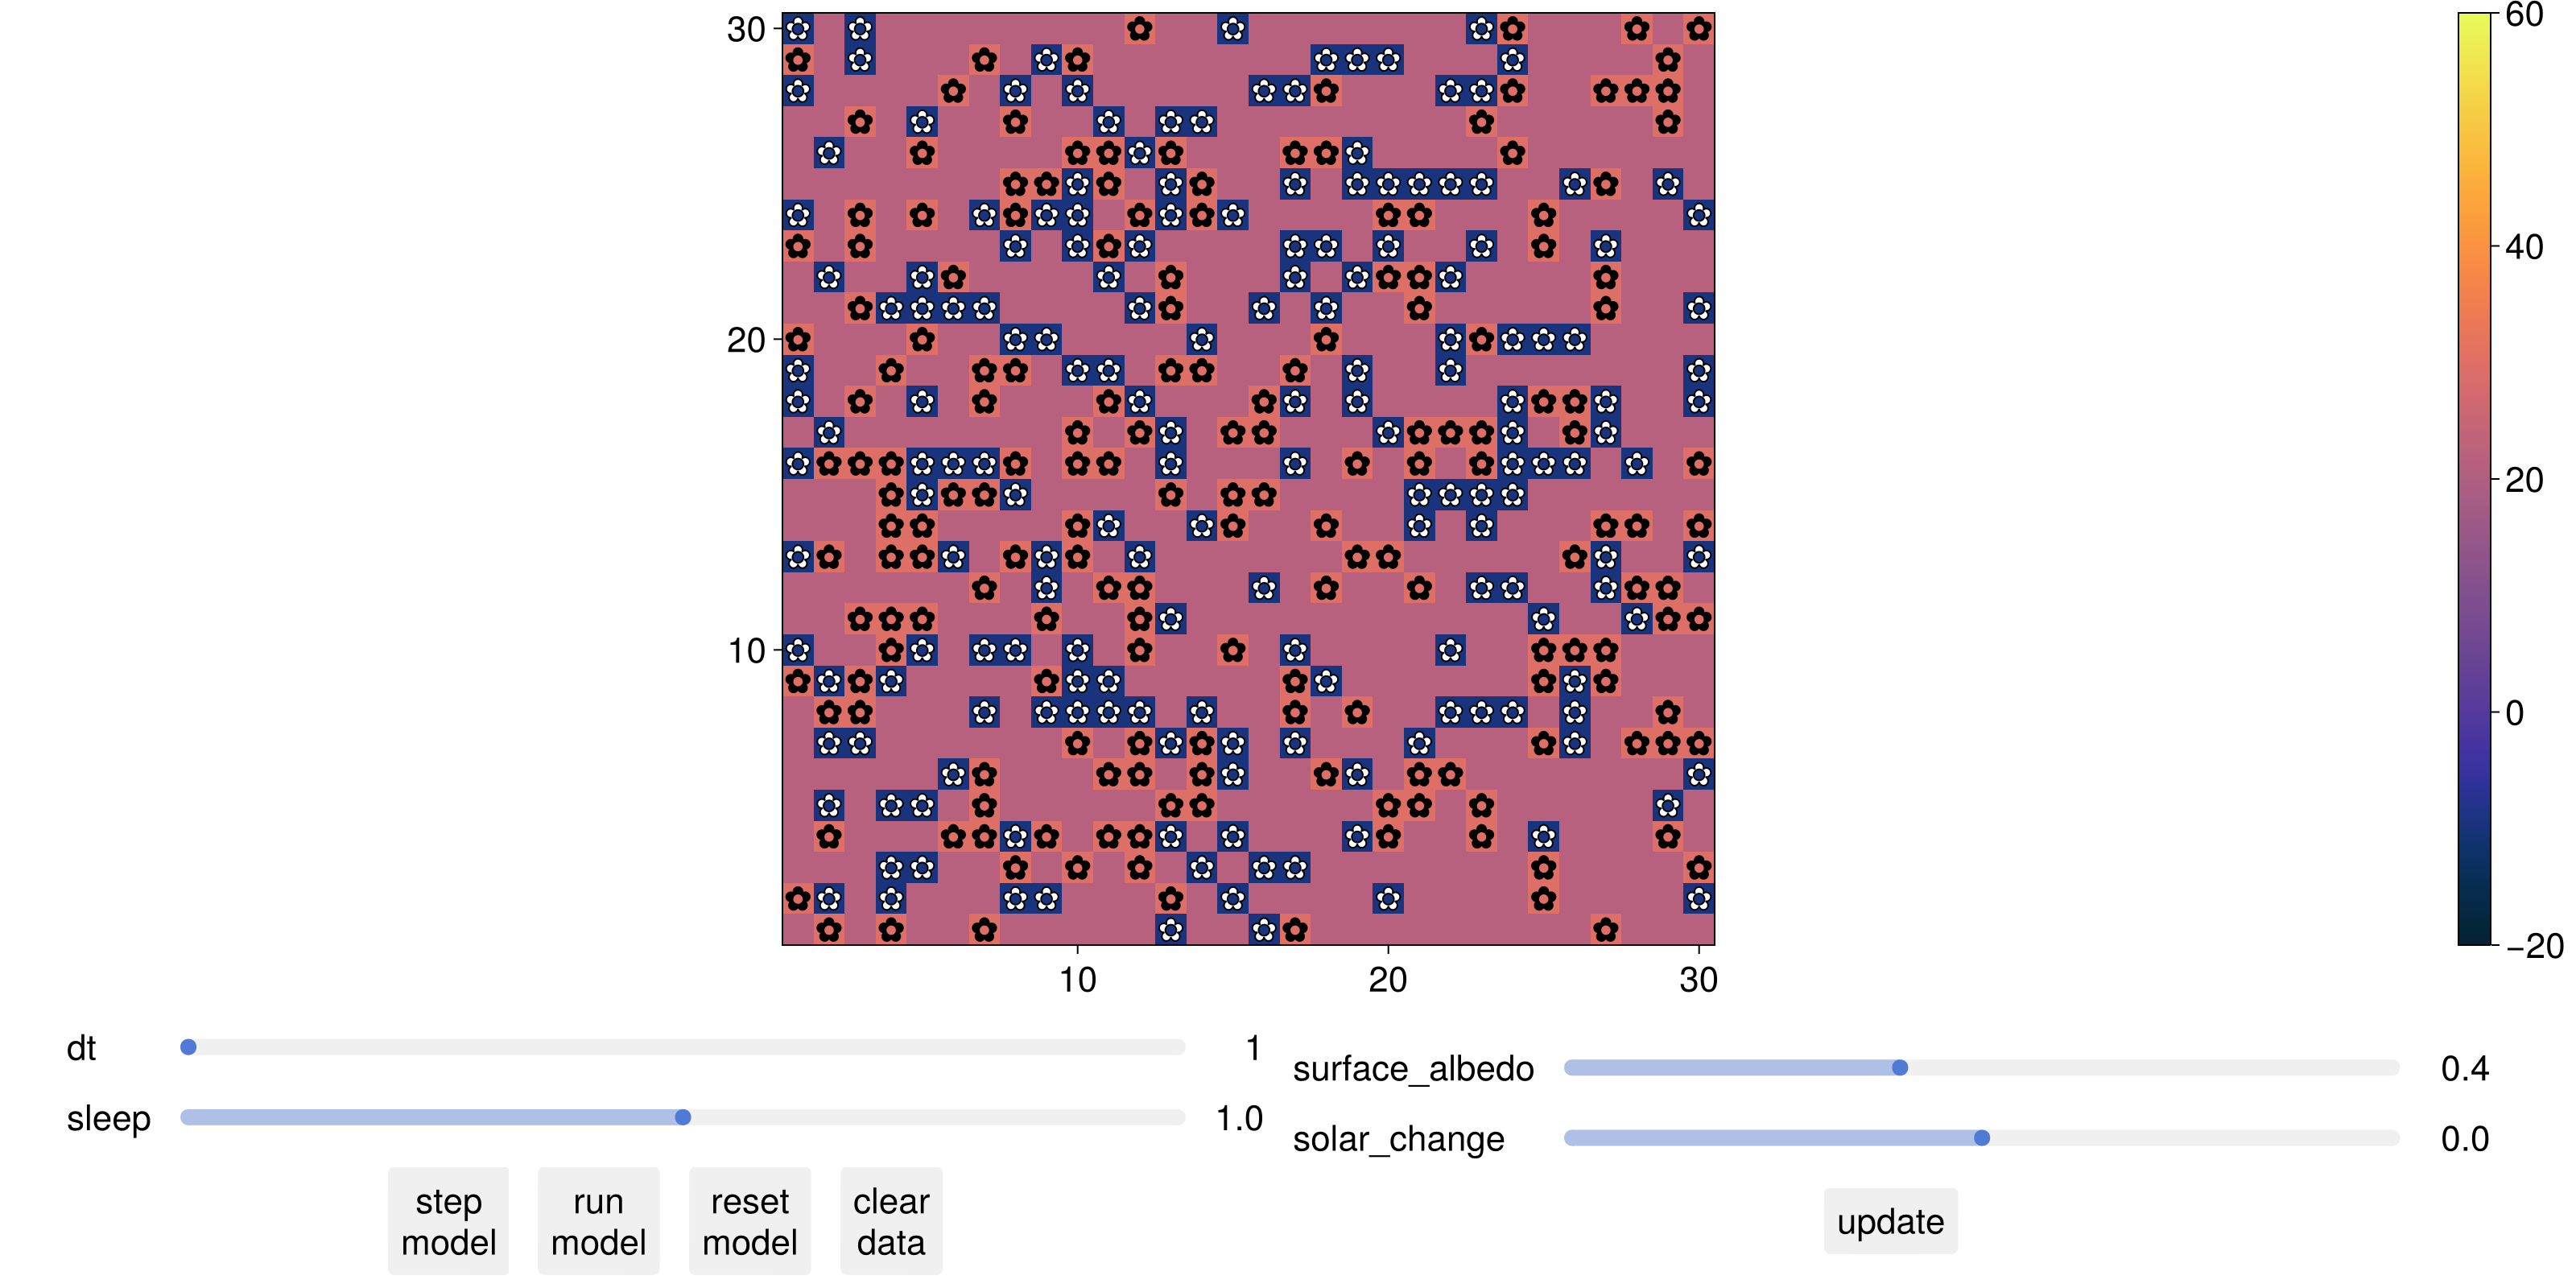 30
20
10
10
20
30
60
40
20
0
−20
dt
1
sleep
1.0
surface_albedo
0.4
solar_change
0.0
step
model
run
model
reset
model
clear
data
update